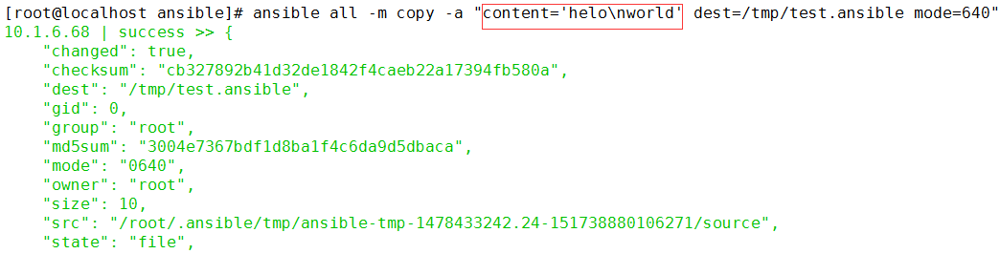 [root@localhost ansible]# ansible all -m copy -a "content='helo\nworld' dest=/tmp/test.ansible mode=640"
10.1.6.68 | success >> {
    "changed": true,
    "checksum": "cb327892b41d32de1842f4caeb22a17394fb580a",
    "dest": "/tmp/test.ansible",
    "gid": 0,
    "group": "root",
    "md5sum": "3004e7367bdf1d8ba1f4c6da9d5dbaca",
    "mode": "0640",
    "owner": "root",
    "size": 10,
    "src": "/root/.ansible/tmp/ansible-tmp-1478433242.24-151738880106271/source",
    "state": "file",